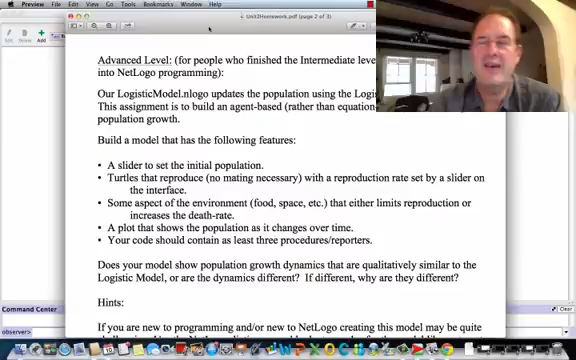 Preview File Edit View Go Tools Bookmarks Window Help
Unit2Homework.pdf (page 2 of 3)
Edit Delete Add
Advanced Level: (for people who finished the Intermediate leve
into NetLogo programming):
Our LogisticModel.nlogo updates the population using the Logis
This assignment is to build an agent-based (rather than equation-
population growth.
Build a model that has the following features:
• A slider to set the initial population.
• Turtles that reproduce (no mating necessary) with a reproduction rate set by a slider on
the interface.
• Some aspect of the environment (food, space, etc.) that either limits reproduction or
increases the death-rate.
• A plot that shows the population as it changes over time.
• Your code should contain as least three procedures/reporters.
Does your model show population growth dynamics that are qualitatively similar to the
Logistic Model, or are the dynamics different? If different, why are they different?
Hints:
Command Center
Clear
observer>
If you are new to programming and/or new to NetLogo creating this model may be quite